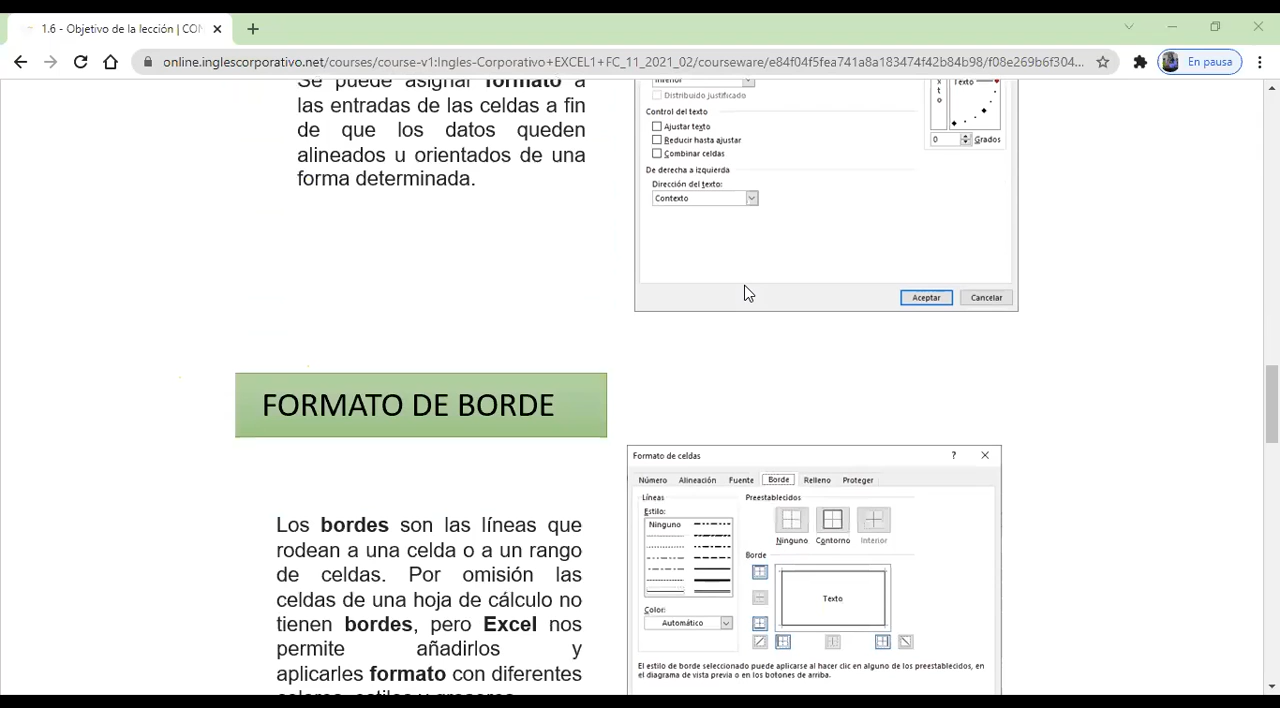 1.6 - Objetivo de la lección | CON
online.inglescorporativo.net/courses/course-v1:Ingles-Corporativo+EXCEL1+FC_11_2021_02/courseware/e84f04f5fea741a8a183474f42b84b98/f08e269b6f304...
En pausa
Se puede asignar formato a
las entradas de las celdas a fin
de que los datos queden
alineados u orientados de una
forma determinada.
Inferior
Distribuido justificado
Control del texto
Ajustar texto
Reducir hasta ajustar
Combinar celdas
De derecha a izquierda
Dirección del texto:
Contexto
x
t
o
Texto
0 Grados
Aceptar Cancelar
FORMATO DE BORDE
Los bordes son las líneas que
rodean a una celda o a un rango
de celdas. Por omisión las
celdas de una hoja de cálculo no
tienen bordes, pero Excel nos
permite añadirlos y
aplicarles formato con diferentes
colores, estilos y grosores.
Formato de celdas ?
Número Alineación Fuente Borde Relleno Proteger
Líneas
Estilo:
Ninguno
Color:
Automático
Preestablecidos
Ninguno Contorno Interior
Borde
Texto
El estilo de borde seleccionado puede aplicarse al hacer clic en alguno de los preestablecidos, en
el diagrama de vista previa o en los botones de arriba.